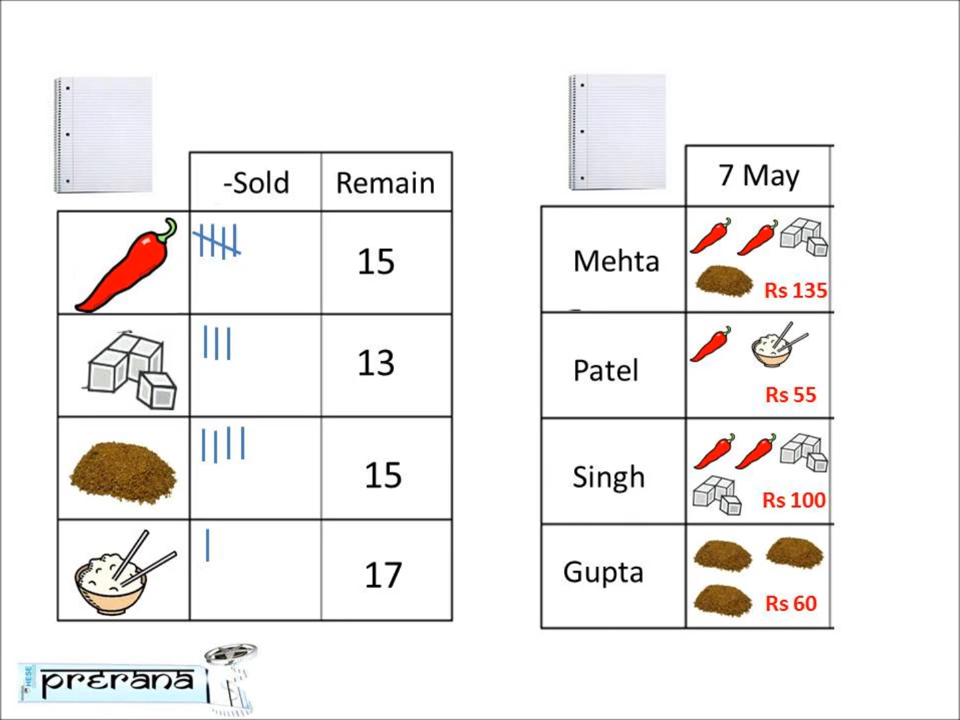 -Sold Remain
15
13
15
17
7 May
Mehta
Rs 135
Patel
Rs 55
Singh
Rs 100
Gupta
Rs 60
PRERANA